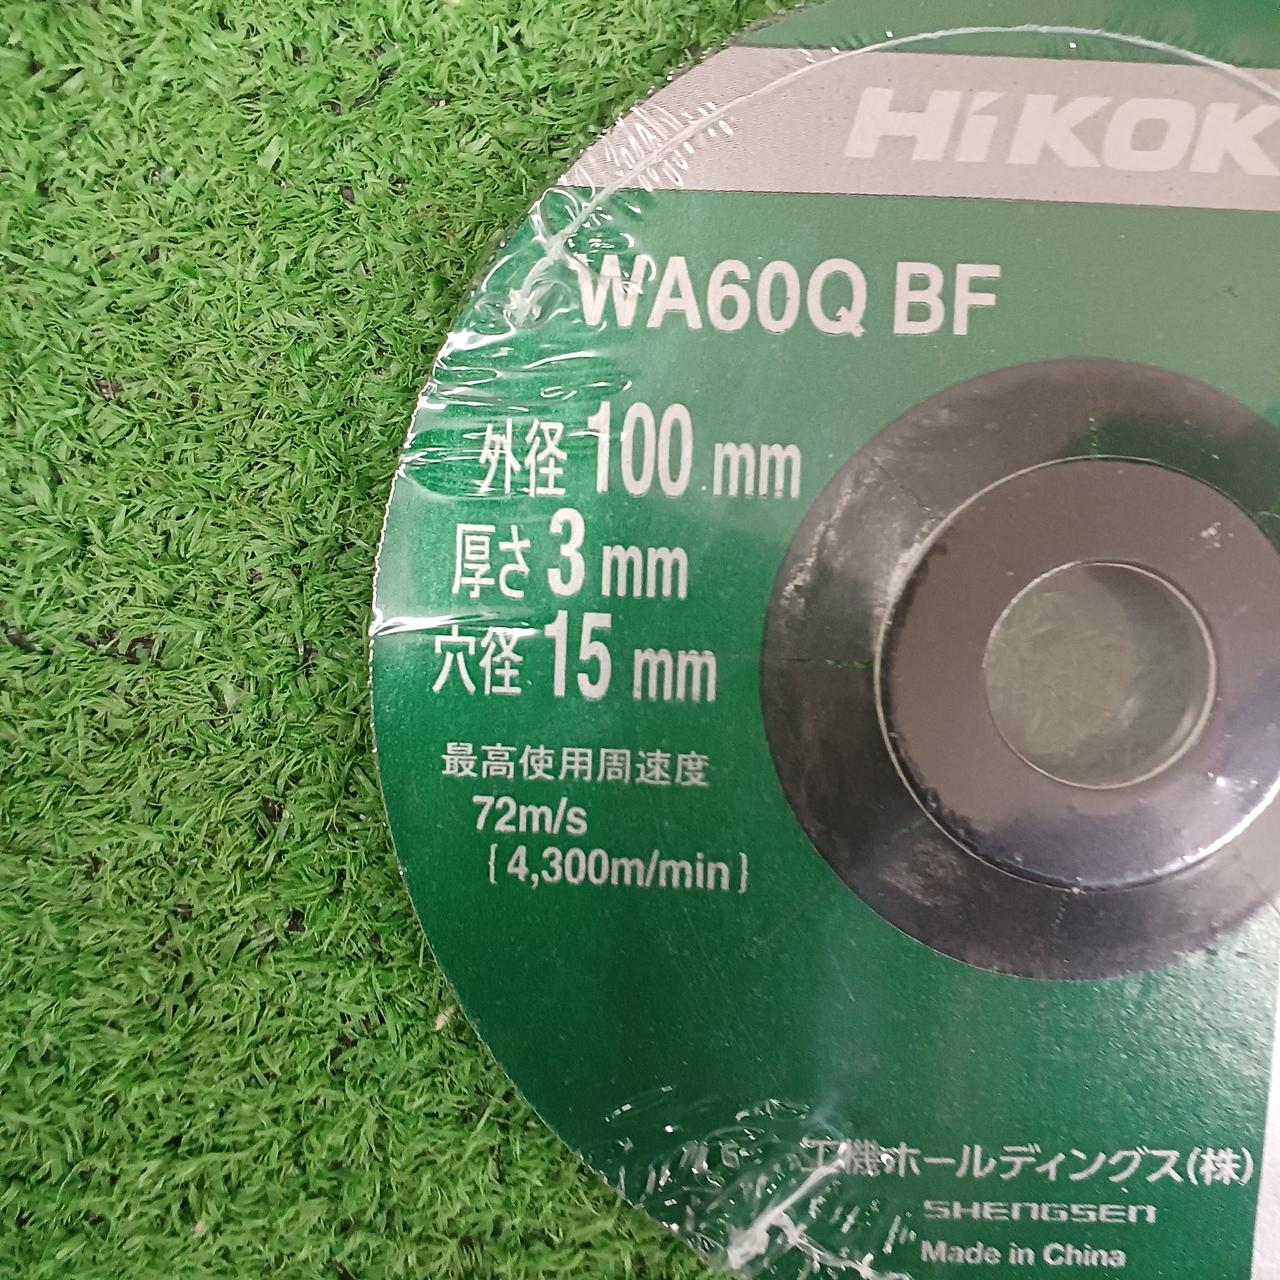 HiKOK
WA60Q BF
外径 100 mm
厚さ 3 mm
穴径 15 mm
最高使用周速度
72m/s
{4,300m/min}
工機ホールディングス(株)
SHENGSEN
Made in China